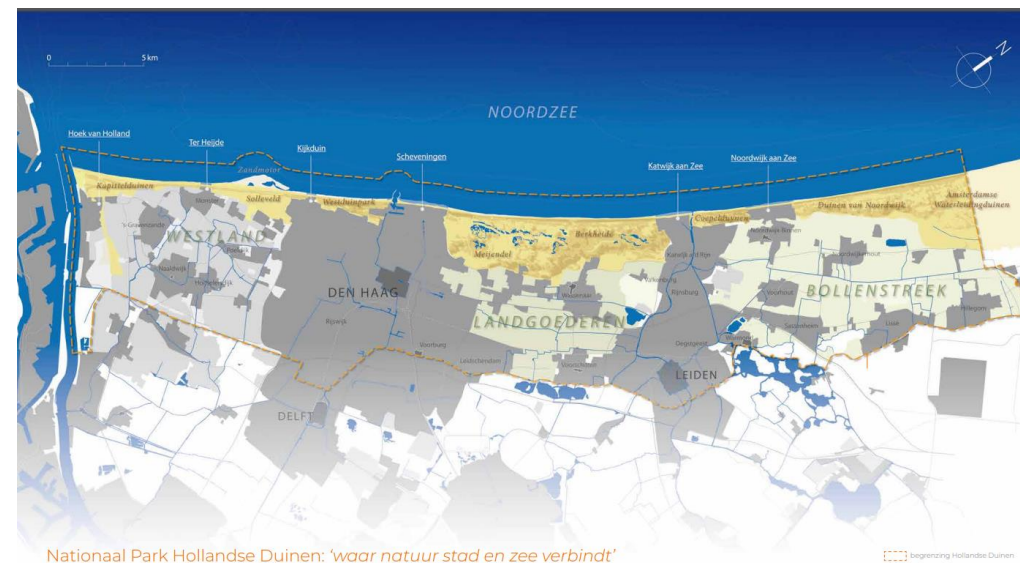 0 5 km
N
NOORDZEE
Hoek van Holland
Ter Heijde
Kijkduin
Scheveningen
Katwijk aan Zee
Noordwijk aan Zee
Zandmotor
Kapittelduinen
Solleveld
Westduinpark
Meijendel
Berkheide
Coepelduynen
Duinen van Noordwijk
Amsterdamse
Waterleidingduinen
Monster
's Gravenzande
WESTLAND
Poeldijk
Naaldwijk
Honselersdijk
DEN HAAG
Rijswijk
Voorburg
Leidschendam
Wassenaar
LANDGOEDEREN
Voorschoten
Valkenburg
Katwijk a/d Rijn
Rijnsburg
Oegstgeest
LEIDEN
Noordwijk-Binnen
Noordwijkerhout
Voorhout
BOLLENSTREEK
Sassenheim
Warmond
Lisse
Hillegom
DELFT
Nationaal Park Hollandse Duinen: 'waar natuur stad en zee verbindt'
begrenzing Hollandse Duinen